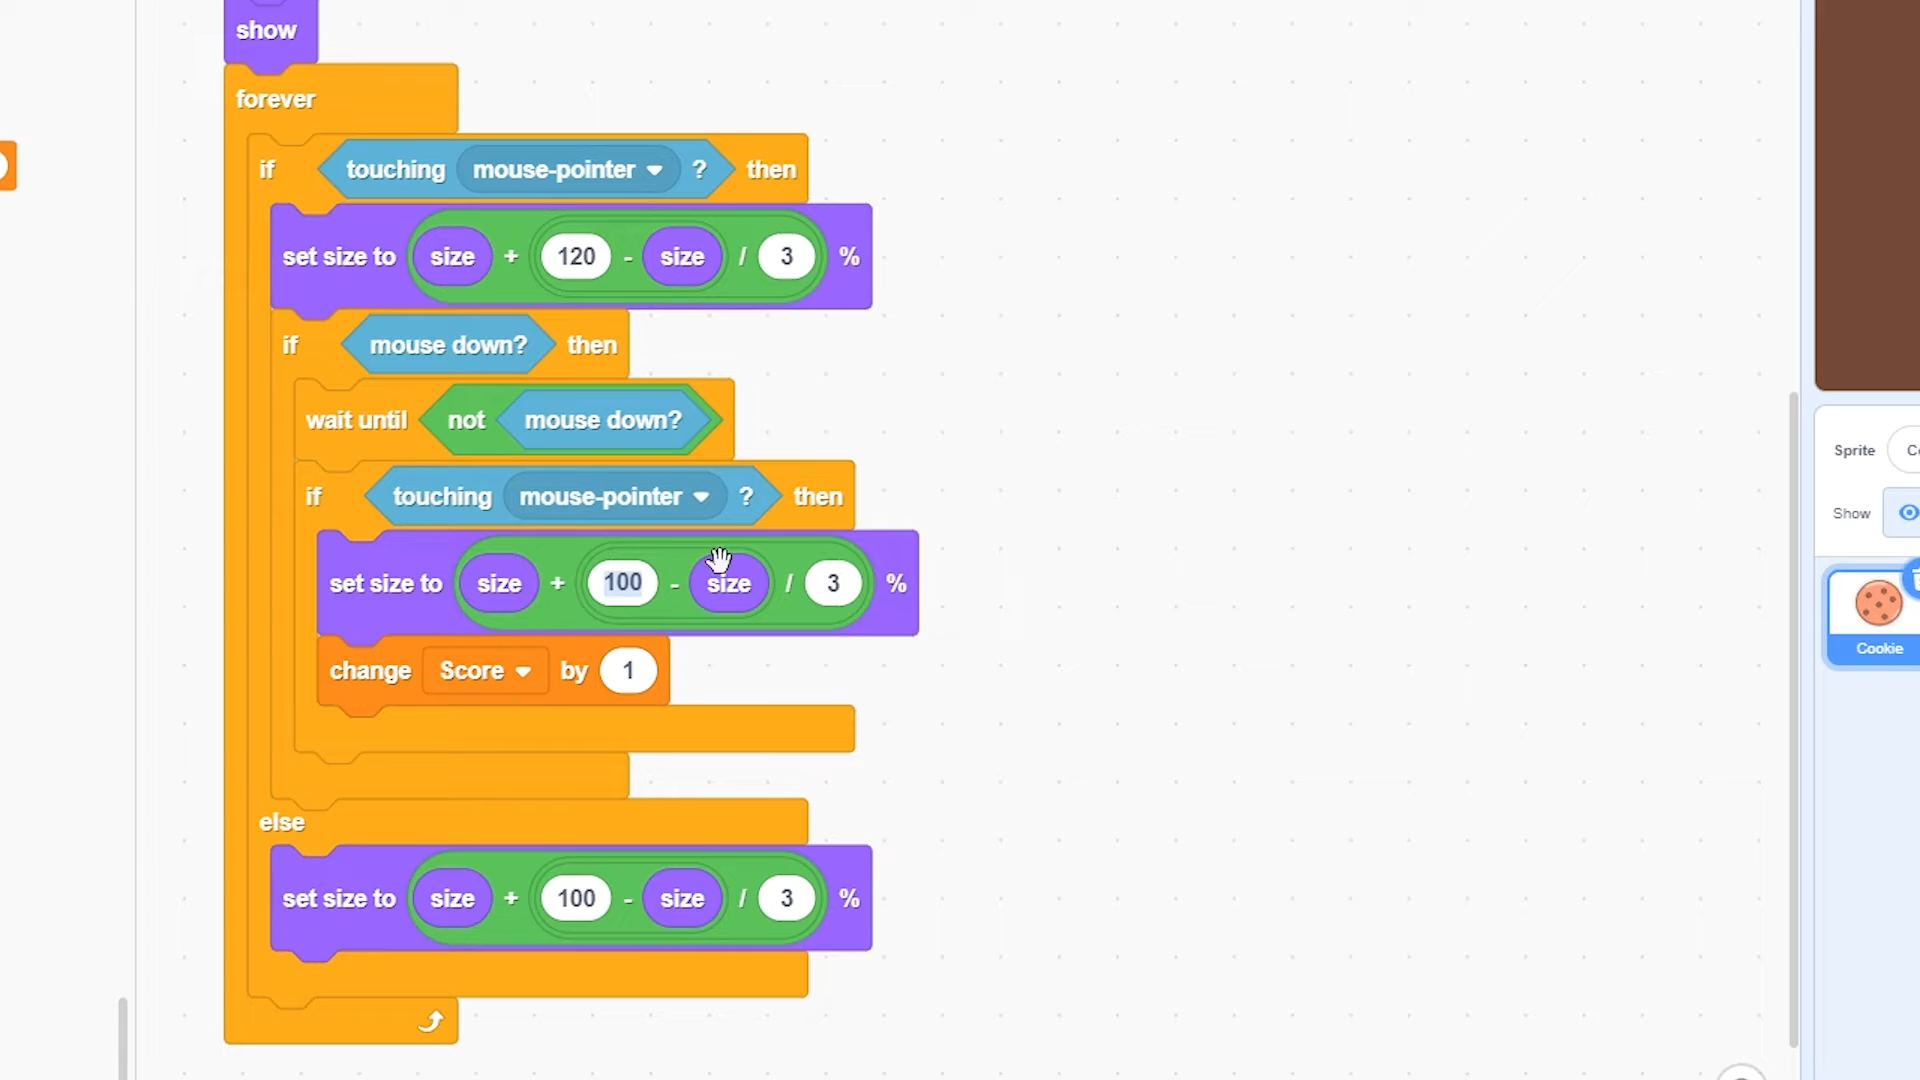 show
forever
if touching mouse-pointer ? then
set size to size + 120 - size / 3 %
if mouse down? then
wait until not mouse down?
if touching mouse-pointer ? then
set size to size + 100 - size / 3 %
change Score by 1
else
set size to size + 100 - size / 3 %
Sprite
Show
Cookie